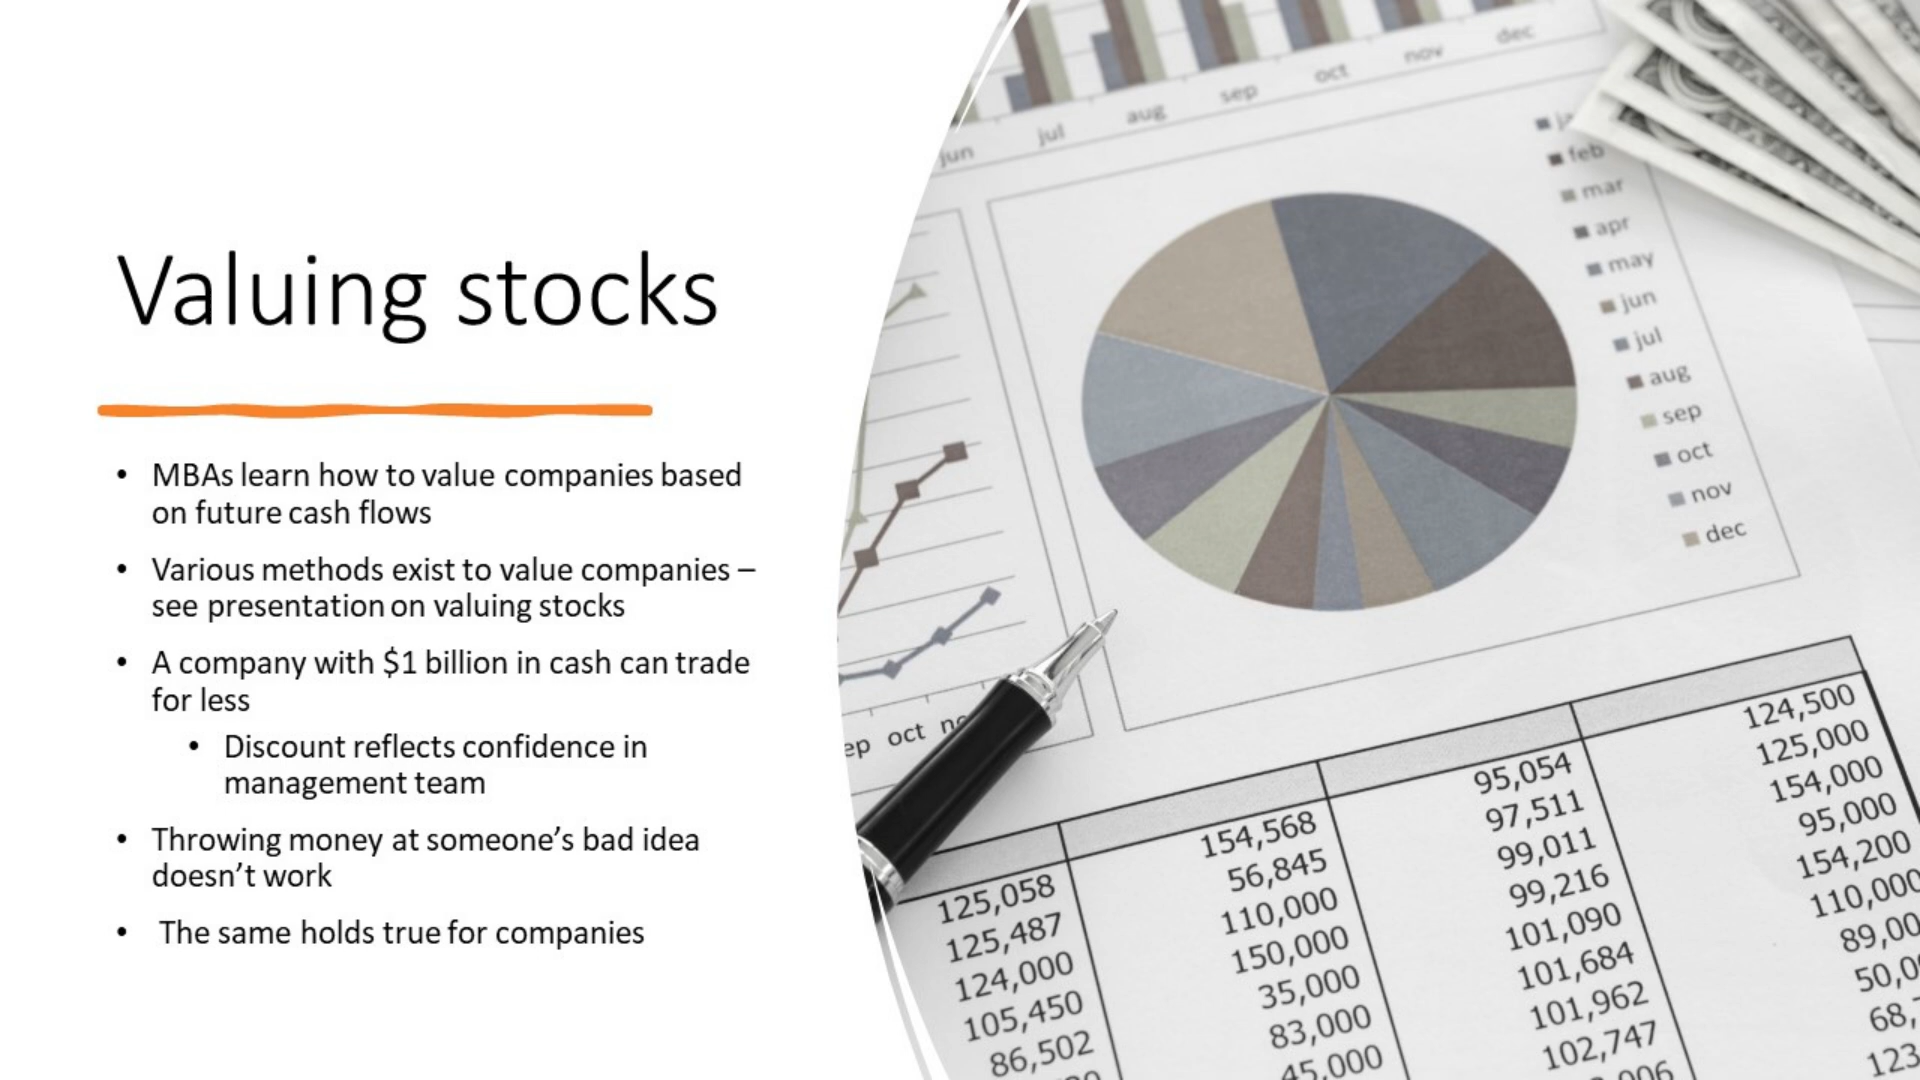 Valuing stocks
• MBAs learn how to value companies based
on future cash flows
• Various methods exist to value companies –
see presentation on valuing stocks
• A company with $1 billion in cash can trade
for less
• Discount reflects confidence in
management team
• Throwing money at someone's bad idea
doesn't work
• The same holds true for companies
jun jul aug sep oct nov dec
feb
mar
apr
may
jun
jul
aug
sep
oct
nov
dec
oct
124,500
125,000
154,000
95,000
154,200
110,000
95,054
97,511
99,011
99,216
101,090
101,684
101,962
102,747
154,568
56,845
110,000
150,000
35,000
83,000
45,000
125,058
125,487
124,000
105,450
86,502